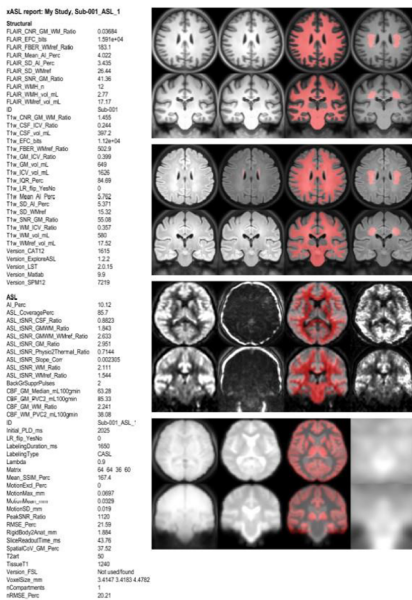 xASL report: My Study, Sub-001_ASL_1
Structural
FLAIR_CNR_GM_WM_Ratio 0.03684
FLAIR_EFC_bits 1.591e+04
FLAIR_FBER_WMref_Ratio 183.1
FLAIR_Mean_AI_Perc 4.022
FLAIR_SD_AI_Perc 3.435
FLAIR_SD_WMref 26.44
FLAIR_SNR_GM_Ratio 41.36
FLAIR_WMH_n 12
FLAIR_WMH_vol_mL 2.77
FLAIR_WMref_vol_mL 17.17
ID Sub-001
T1w_CNR_GM_WM_Ratio 1.455
T1w_CSF_ICV_Ratio 0.244
T1w_CSF_vol_mL 397.2
T1w_EFC_bits 1.12e+04
T1w_FBER_WMref_Ratio 502.9
T1w_GM_ICV_Ratio 0.399
T1w_GM_vol_mL 649
T1w_ICV_vol_mL 1626
T1w_IQR_Perc 84.69
T1w_LR_flip_YesNo 0
T1w_Mean_AI_Perc 5.762
T1w_SD_AI_Perc 5.371
T1w_SD_WMref 15.32
T1w_SNR_GM_Ratio 55.08
T1w_WM_ICV_Ratio 0.357
T1w_WM_vol_mL 580
T1w_WMref_vol_mL 17.52
Version_CAT12 1615
Version_ExploreASL 1.2.2
Version_LST 2.0.15
Version_Matlab 9.9
Version_SPM12 7219
ASL
AI_Perc 10.12
ASL_CoveragePerc 85.7
ASL_tSNR_CSF_Ratio 0.8823
ASL_tSNR_GMWM_Ratio 1.843
ASL_tSNR_GMWM_WMref_Ratio 2.633
ASL_tSNR_GM_Ratio 2.951
ASL_tSNR_Physio2Thermal_Ratio 0.7144
ASL_tSNR_Slope_Corr 0.002305
ASL_tSNR_WM_Ratio 2.111
ASL_tSNR_WMref_Ratio 1.544
BackGrSupprPulses 2
CBF_GM_Median_mL100gmin 63.28
CBF_GM_PVC2_mL100gmin 85.33
CBF_GM_WM_Ratio 2.241
CBF_WM_PVC2_mL100gmin 38.08
ID Sub-001_ASL_1
Initial_PLD_ms 2025
LR_flip_YesNo 0
LabelingDuration_ms 1650
LabelingType CASL
Lambda 0.9
Matrix 64 64 36 60
Mean_SSIM_Perc 167.4
MotionExcl_Perc 0
MotionMax_mm 0.0697
MotionMean_mm 0.0329
MotionSD_mm 0.019
PeakSNR_Ratio 1120
RMSE_Perc 21.59
RigidBody2Anat_mm 1.884
SliceReadoutTime_ms 43.76
SpatialCoV_GM_Perc 37.52
T2art 50
TissueT1 1240
Version_FSL Not used/found
VoxelSize_mm 3.4147 3.4183 4.4782
nCompartments 1
RMSE_Perc 20.21